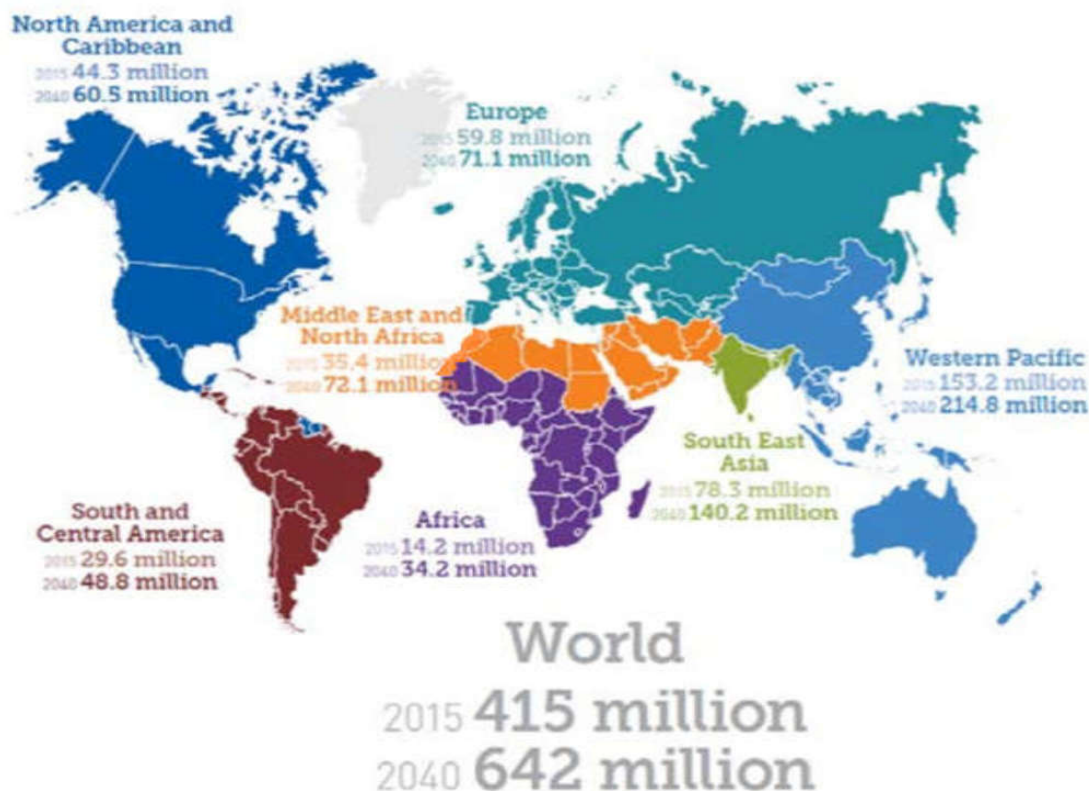 North America and
Caribbean
2015 44.3 million
2040 60.5 million
Europe
2015 59.8 million
2040 71.1 million
Middle East and
North Africa
2015 35.4 million
2040 72.1 million
Western Pacific
2015 153.2 million
2040 214.8 million
South East
Asia
2015 78.3 million
2040 140.2 million
South and
Central America
2015 29.6 million
2040 48.8 million
Africa
2015 14.2 million
2040 34.2 million
World
2015 415 million
2040 642 million